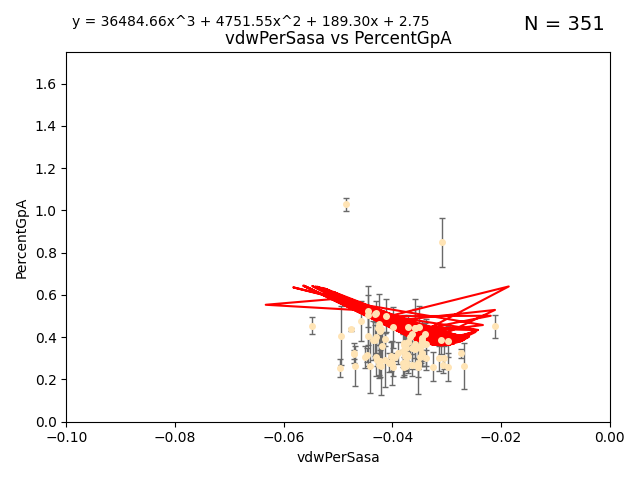 y = 36484.66x^3 + 4751.55x^2 + 189.30x + 2.75
N = 351
vdwPerSasa vs PercentGpA
1.6
1.4
1.2
1.0
0.8
0.6
0.4
0.2
0.0
PercentGpA
−0.10 −0.08 −0.06 −0.04 −0.02 0.00
vdwPerSasa